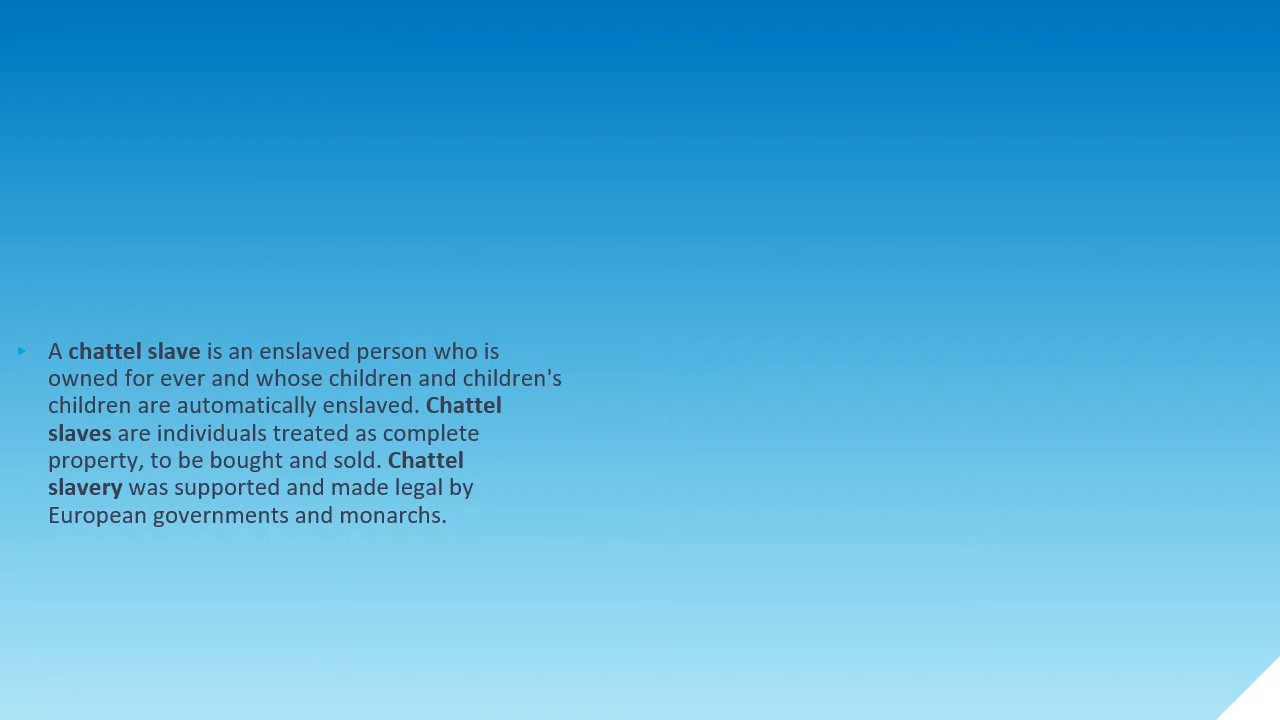 A chattel slave is an enslaved person who is
owned for ever and whose children and children's
children are automatically enslaved. Chattel
slaves are individuals treated as complete
property, to be bought and sold. Chattel
slavery was supported and made legal by
European governments and monarchs.